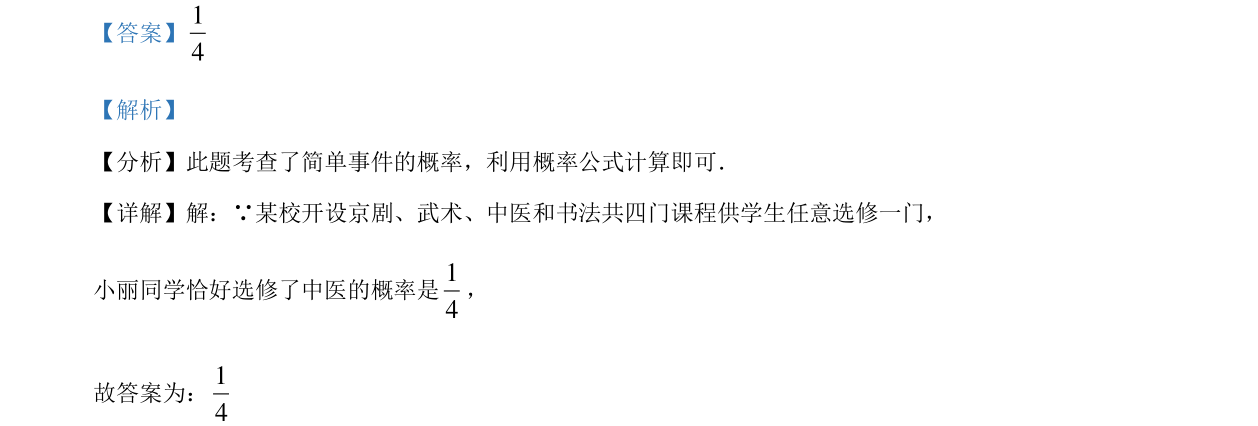 【答案】$\frac{1}{4}$
【解析】
【分析】此题考查了简单事件的概率，利用概率公式计算即可．
【详解】解：∵某校开设京剧、武术、中医和书法共四门课程供学生任意选修一门，
小丽同学恰好选修了中医的概率是$\frac{1}{4}$，
故答案为：$\frac{1}{4}$